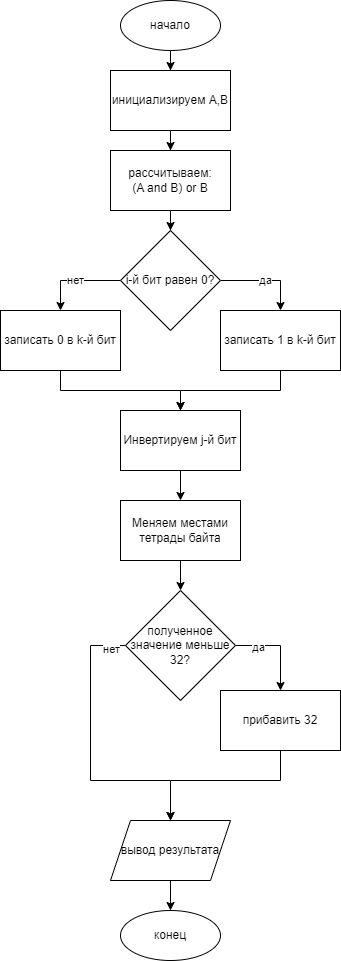 начало
инициализируем A,B
рассчитываем:
(A and B) or B
i-й бит равен 0?
нет
да
записать 0 в k-й бит
записать 1 в k-й бит
Инвертируем j-й бит
Меняем местами
тетрады байта
полученное
значение меньше
32?
нет
да
прибавить 32
вывод результата
конец